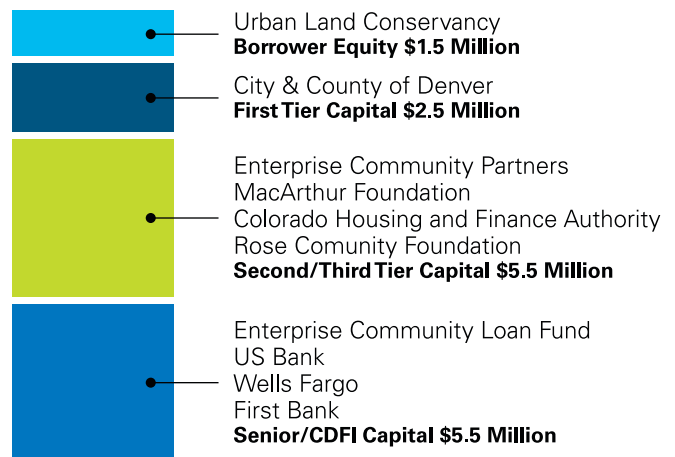 Urban Land Conservancy
Borrower Equity $1.5 Million
City & County of Denver
First Tier Capital $2.5 Million
Enterprise Community Partners
MacArthur Foundation
Colorado Housing and Finance Authority
Rose Comunity Foundation
Second/Third Tier Capital $5.5 Million
Enterprise Community Loan Fund
US Bank
Wells Fargo
First Bank
Senior/CDFI Capital $5.5 Million